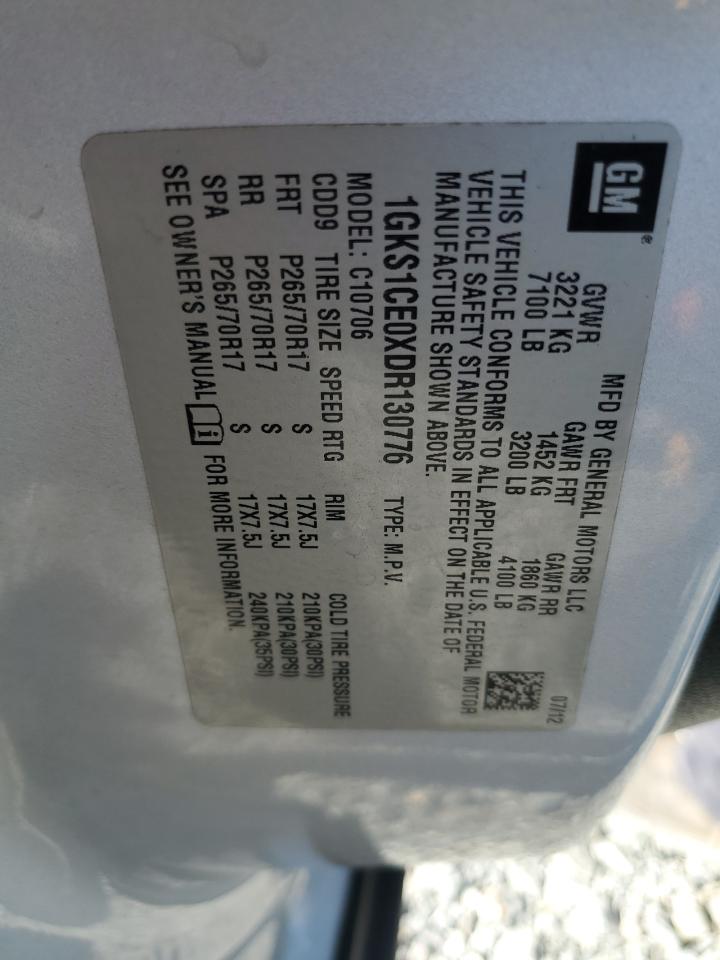 GM®
MFD BY GENERAL MOTORS LLC 07/12
GVWR GAWR FRT GAWR RR
3221 KG 1452 KG 1860 KG
7100 LB 3200 LB 4100 LB
THIS VEHICLE CONFORMS TO ALL APPLICABLE U.S. FEDERAL MOTOR
VEHICLE SAFETY STANDARDS IN EFFECT ON THE DATE OF
MANUFACTURE SHOWN ABOVE.
1GKS1CE0XDR130776 TYPE: M.P.V.
MODEL: C10706
CDD9 TIRE SIZE SPEED RTG RIM COLD TIRE PRESSURE
FRT P265/70R17 S 17X7.5J 210KPA(30PSI)
RR P265/70R17 S 17X7.5J 210KPA(30PSI)
SPA P265/70R17 S 17X7.5J 240KPA(35PSI)
SEE OWNER'S MANUAL FOR MORE INFORMATION.